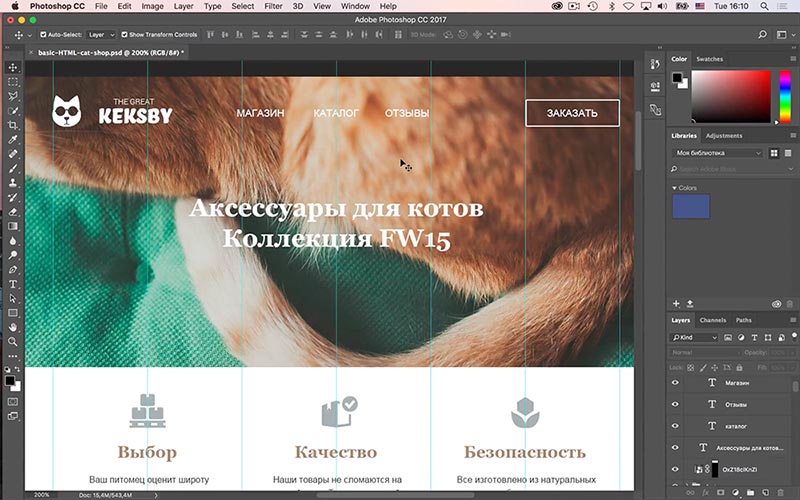 Photoshop CC File Edit Image Layer Type Select Filter 3D View Window Help
Tue 16:10
Adobe Photoshop CC 2017
Auto-Select: Layer Show Transform Controls
3D Mode:
basic-HTML-cat-shop.psd @ 200% (RGB/8#) *
Color Swatches
THE GREAT
KEKSBY
МАГАЗИН КАТАЛОГ ОТЗЫВЫ
ЗАКАЗАТЬ
Libraries Adjustments
Моя библиотека
Search Adobe Stock
Colors
Аксессуары для котов
Коллекция FW15
Layers Channels Paths
Kind
Normal Opacity:
Lock: Fill:
Магазин
Отзывы
каталог
Аксессуары для котов...
Выбор
Качество
Безопасность
Ваш питомец оценит широту
Наши товары не сломаются на
Все изготовлено из натуральных
200% Doc: 15,4M/543,4M